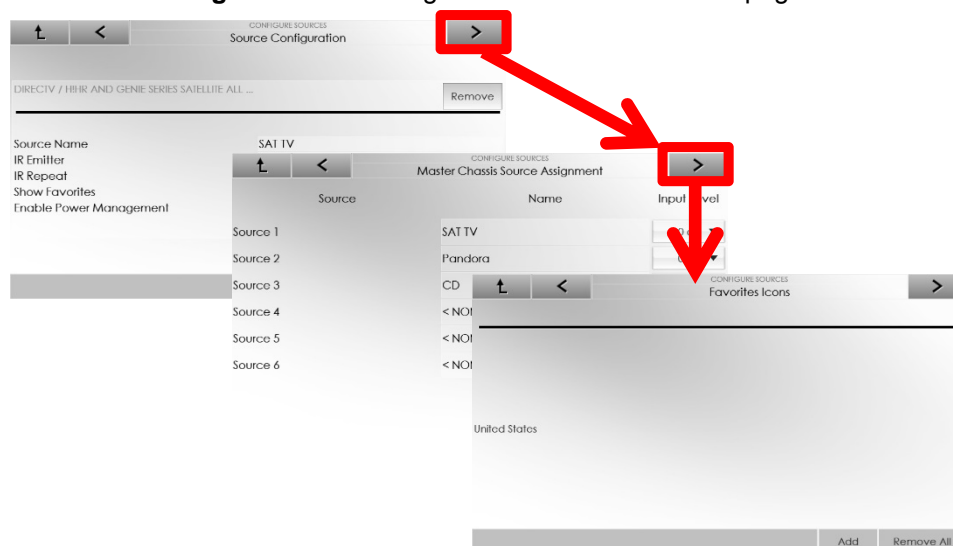 CONFIGURE SOURCES
Source Configuration
DIRECTV / H/HR AND GENIE SERIES SATELLITE ALL ...
Remove
Source Name SAT TV
IR Emitter
IR Repeat
Show Favorites
Enable Power Management
CONFIGURE SOURCES
Master Chassis Source Assignment
Source Name Input
Source 1 SAT TV
Source 2 Pandora
Source 3 CD
Source 4
Source 5
Source 6
CONFIGURE SOURCES
Favorites Icons
United States
Add Remove All